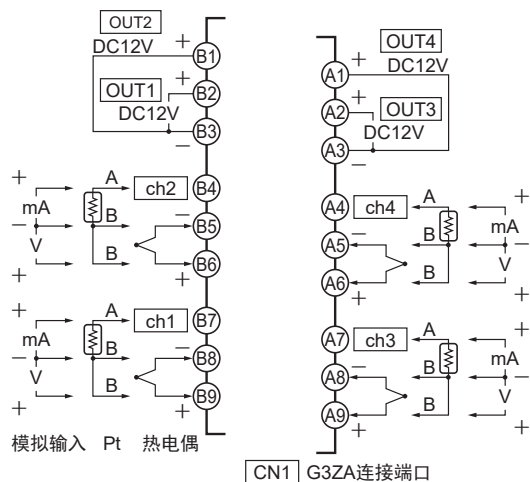 OUT2
DC12V
+
B1
OUT1
+
B2
DC12V
B3
−
+
A
ch2
B4
mA
−
B
−
B5
V
B
B6
+
+
+
A
ch1
B7
mA
−
B
−
B8
V
B
B9
+
+
模拟输入 Pt 热电偶
OUT4
+
DC12V
A1
+
OUT3
A2
DC12V
A3
−
A4
ch4
A
+
mA
A5
−
B
−
A6
B
V
+
+
A7
ch3
A
+
mA
A8
−
B
−
A9
B
V
+
+
CN1 G3ZA连接端口